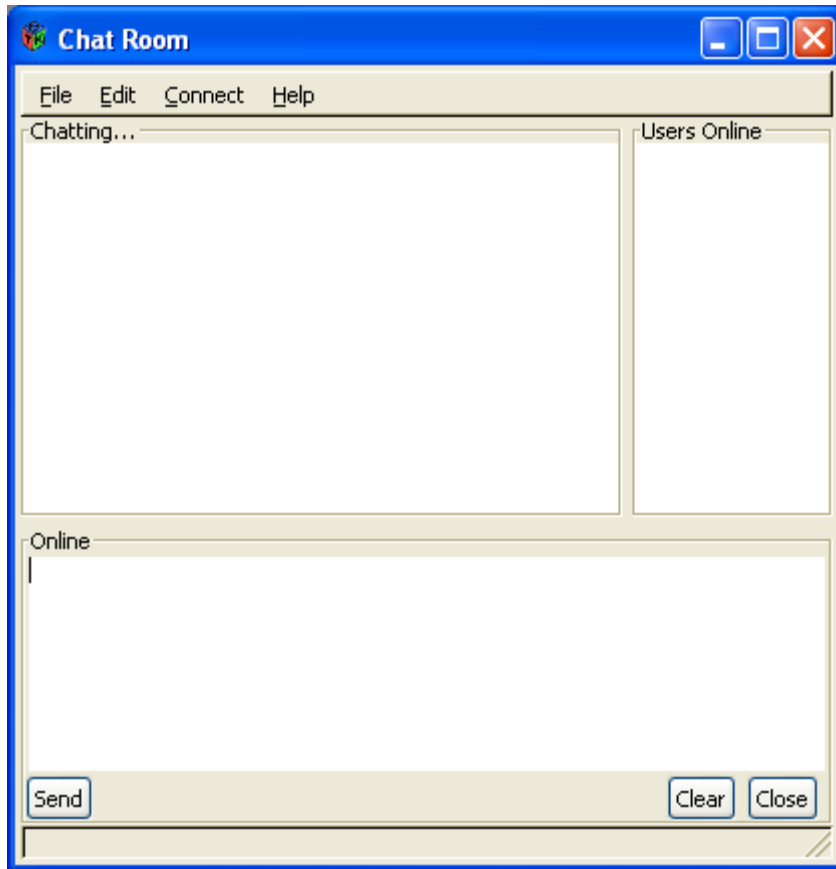 Chat Room
File Edit Connect Help
Chatting... Users Online
Online
Send Clear Close